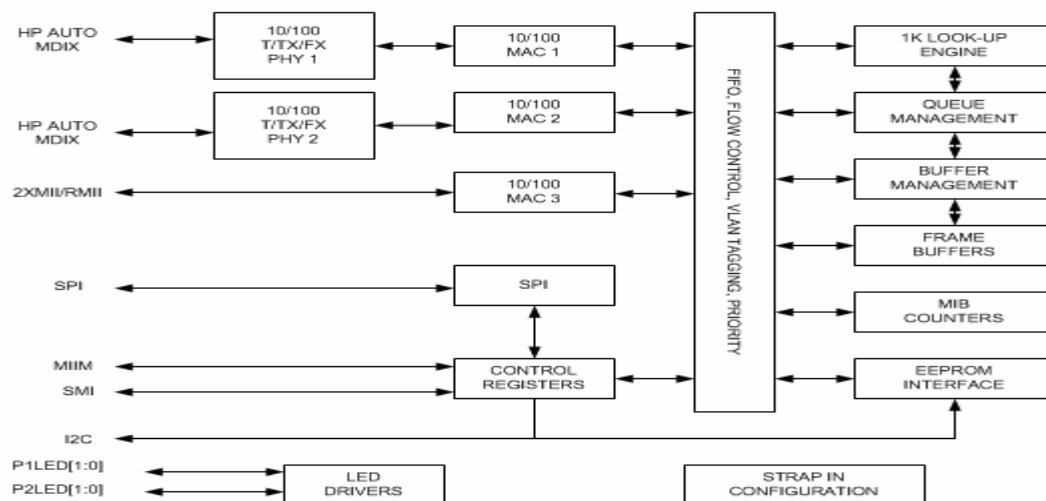 HP AUTO
MDIX
10/100
T/TX/FX
PHY 1
10/100
MAC 1
1K LOOK-UP
ENGINE
HP AUTO
MDIX
10/100
T/TX/FX
PHY 2
10/100
MAC 2
QUEUE
MANAGEMENT
2XMII/RMII
10/100
MAC 3
BUFFER
MANAGEMENT
FIFO, FLOW CONTROL, VLAN TAGGING, PRIORITY
FRAME
BUFFERS
SPI
SPI
MIB
COUNTERS
MIIM
SMI
CONTROL
REGISTERS
EEPROM
INTERFACE
I2C
P1LED[1:0]
P2LED[1:0]
LED
DRIVERS
STRAP IN
CONFIGURATION